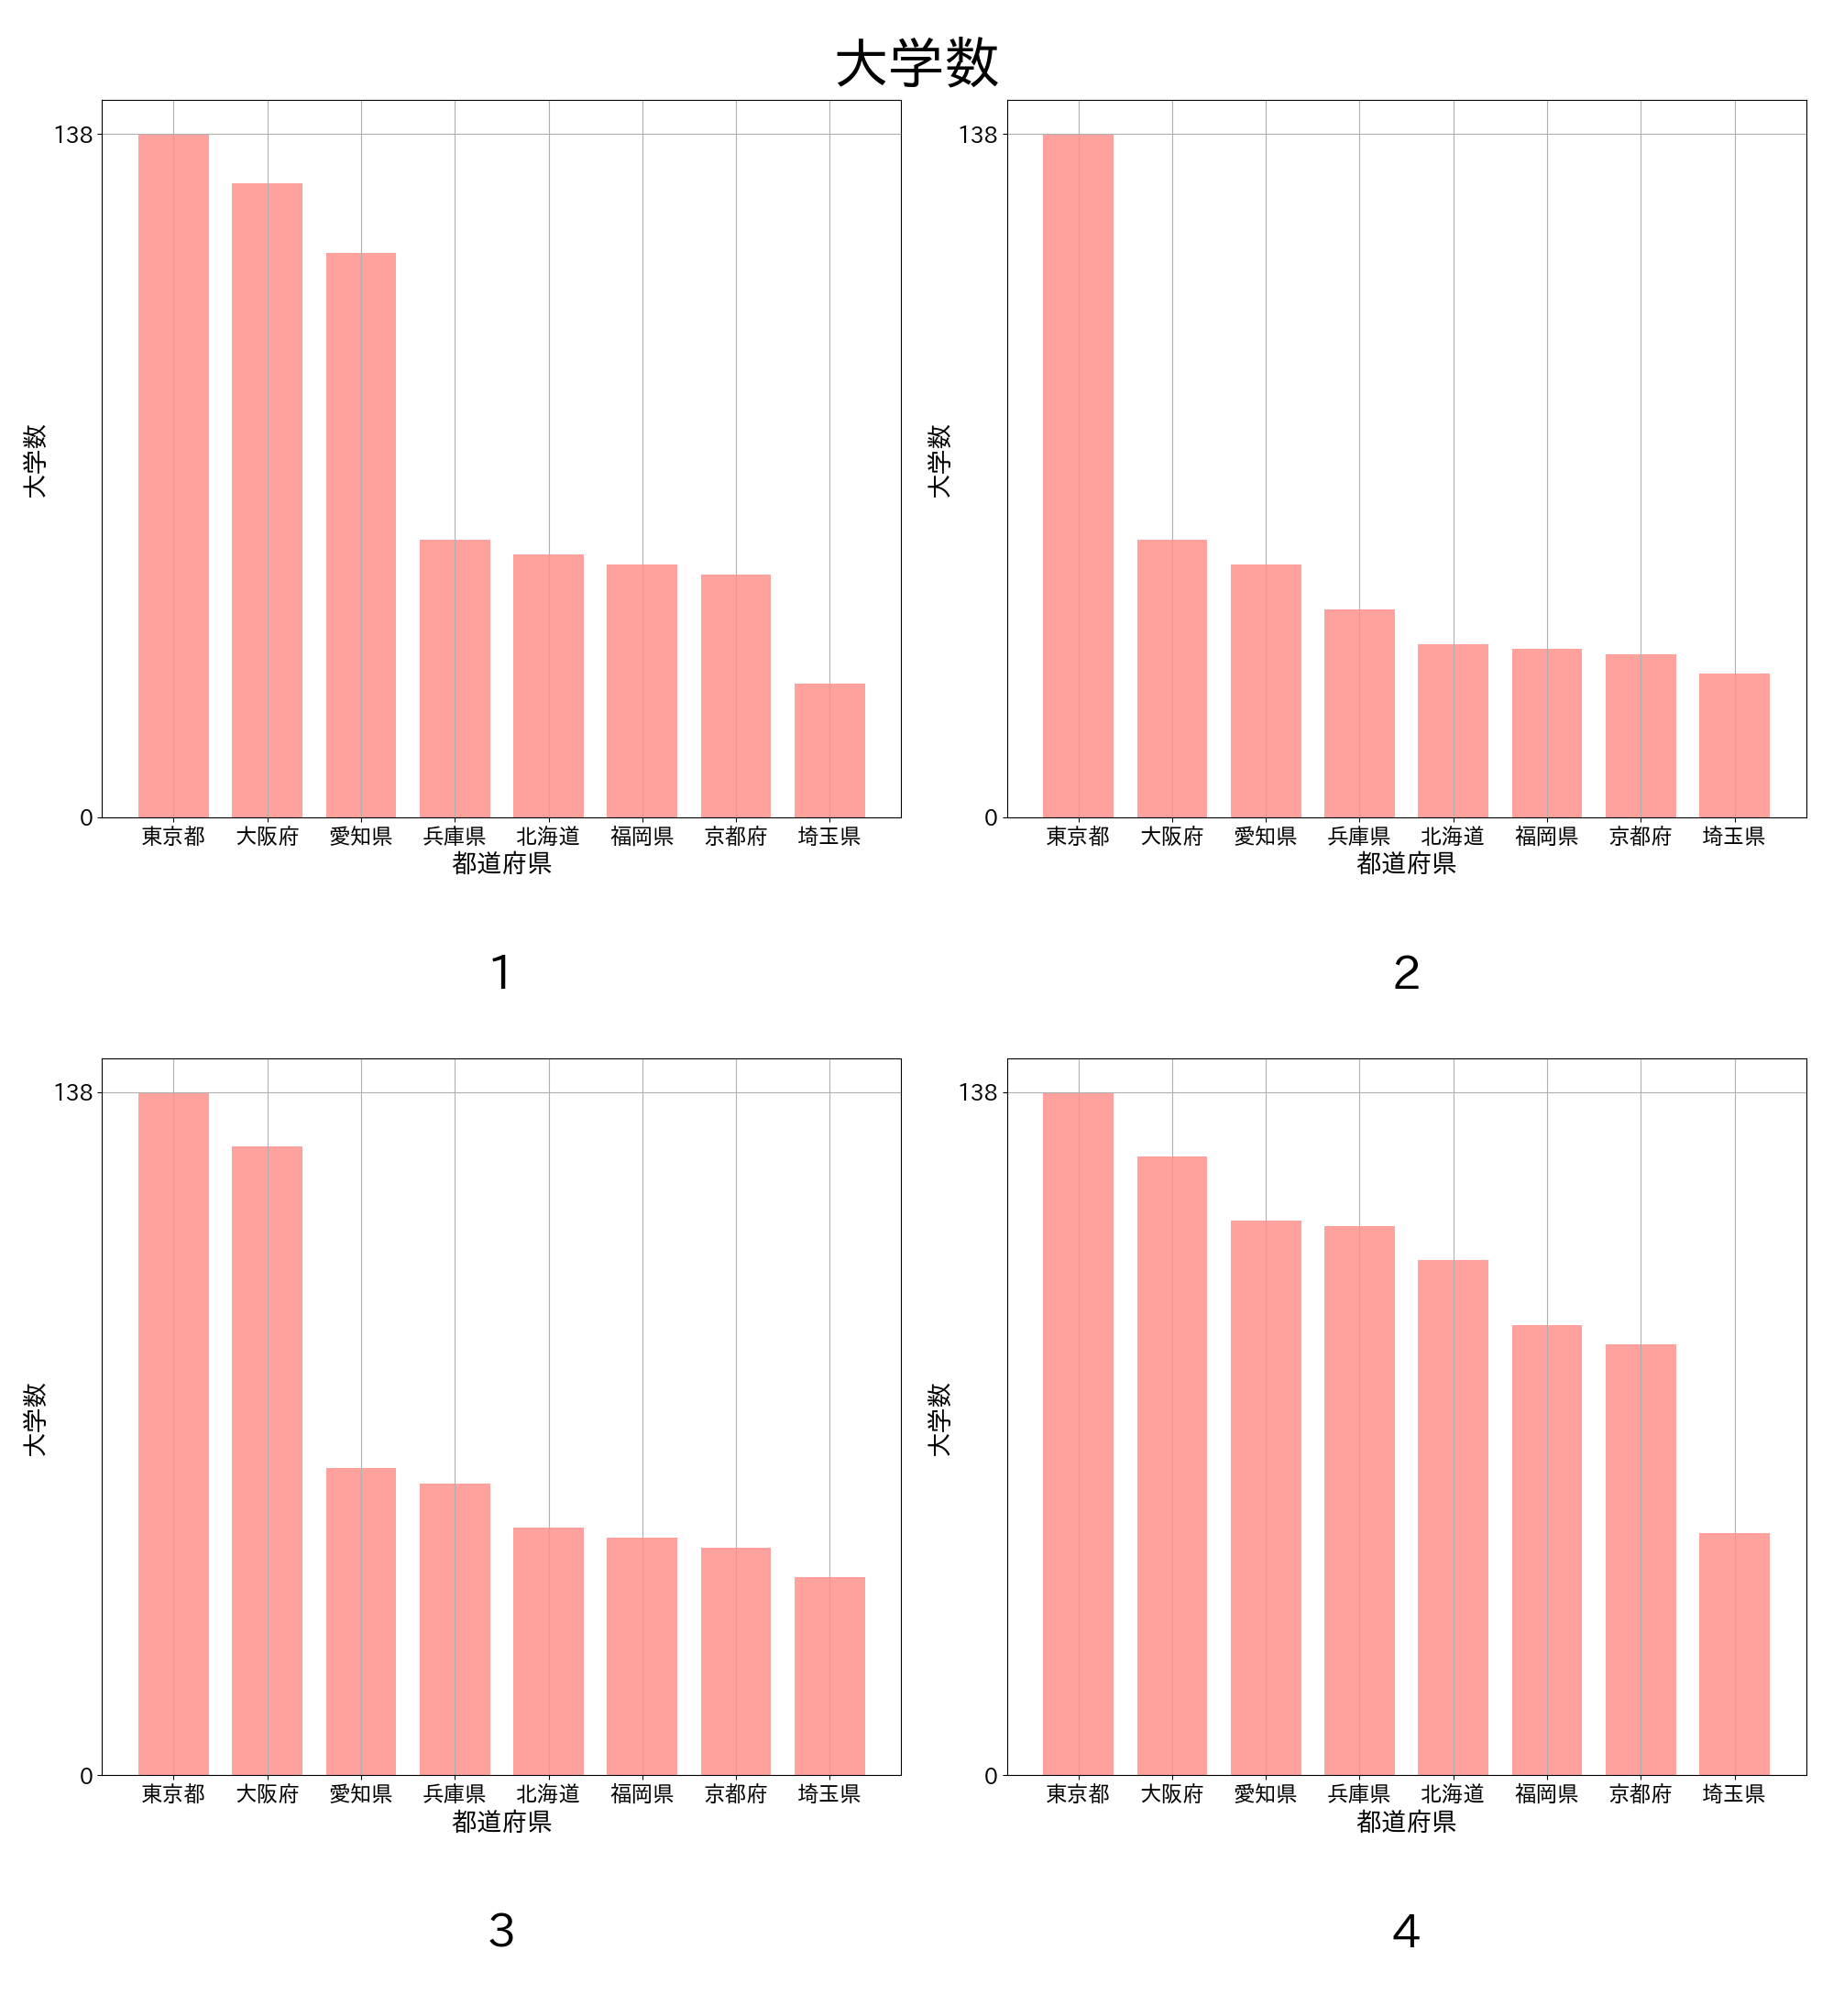 大学数
138
0
大学数
東京都 大阪府 愛知県 兵庫県 北海道 福岡県 京都府 埼玉県
都道府県
1
138
0
大学数
東京都 大阪府 愛知県 兵庫県 北海道 福岡県 京都府 埼玉県
都道府県
2
138
0
大学数
東京都 大阪府 愛知県 兵庫県 北海道 福岡県 京都府 埼玉県
都道府県
3
138
0
大学数
東京都 大阪府 愛知県 兵庫県 北海道 福岡県 京都府 埼玉県
都道府県
4